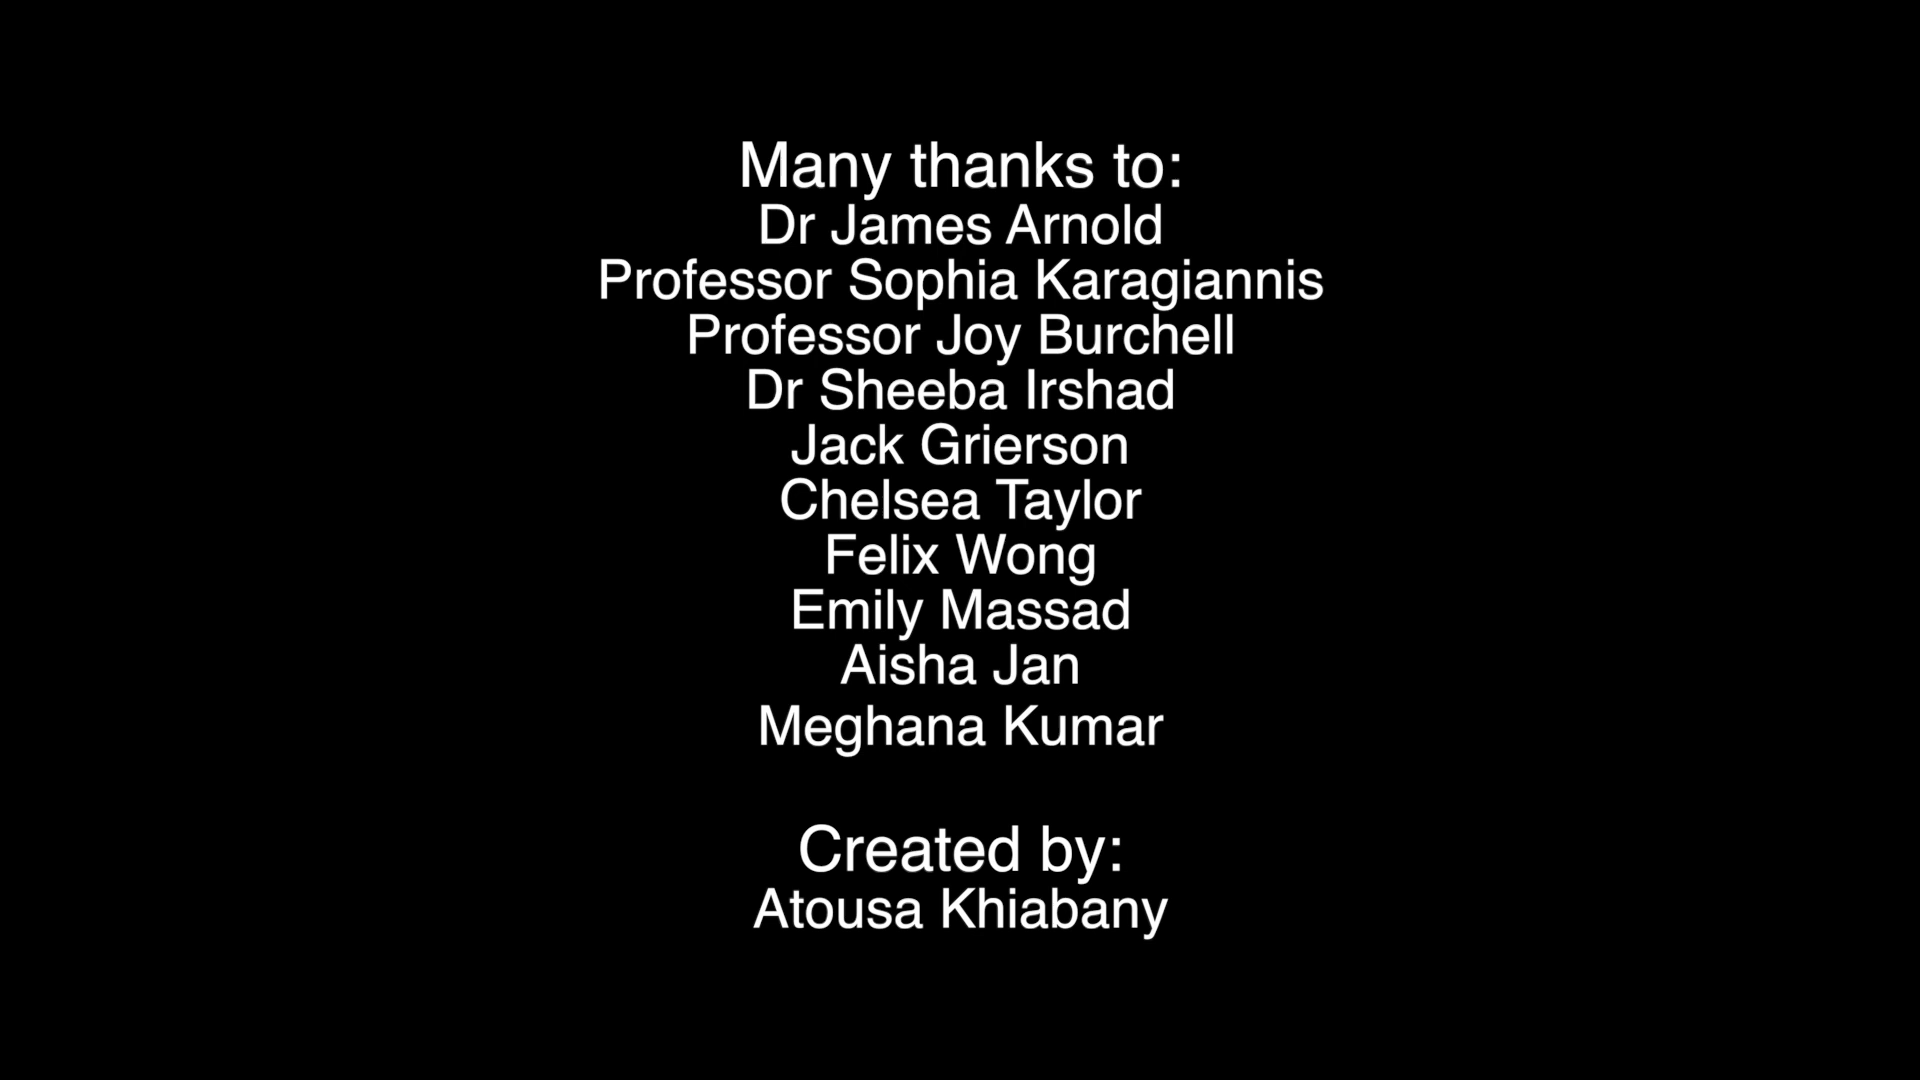 Many thanks to:
Dr James Arnold
Professor Sophia Karagiannis
Professor Joy Burchell
Dr Sheeba Irshad
Jack Grierson
Chelsea Taylor
Felix Wong
Emily Massad
Aisha Jan
Meghana Kumar
Created by:
Atousa Khiabany